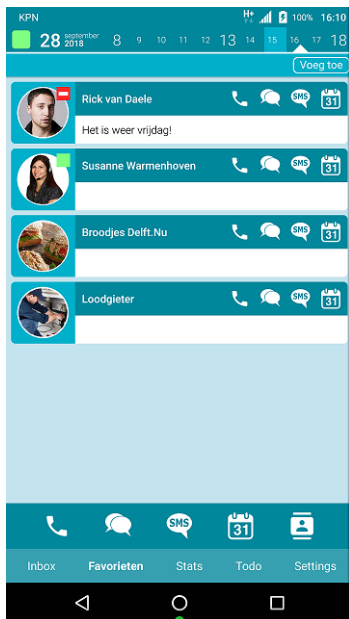 KPN H+ 100% 16:10
28 september 2018 8 9 10 11 12 13 14 15 16 17 18
Voeg toe
Rick van Daele SMS 31
Het is weer vrijdag!
Susanne Warmenhoven SMS 31
Broodjes Delft.Nu SMS 31
Loodgieter SMS 31
SMS 31
Inbox Favorieten Stats Todo Settings